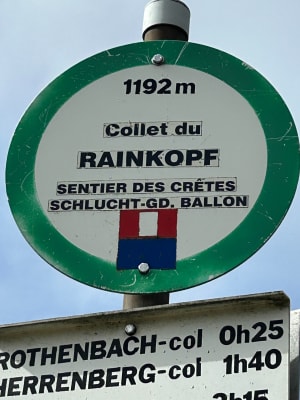 1192 m
Collet du
RAINKOPF
SENTIER DES CRÊTES
SCHLUCHT-GD. BALLON
ROTHENBACH-col 0h25
HERRENBERG-col 1h40